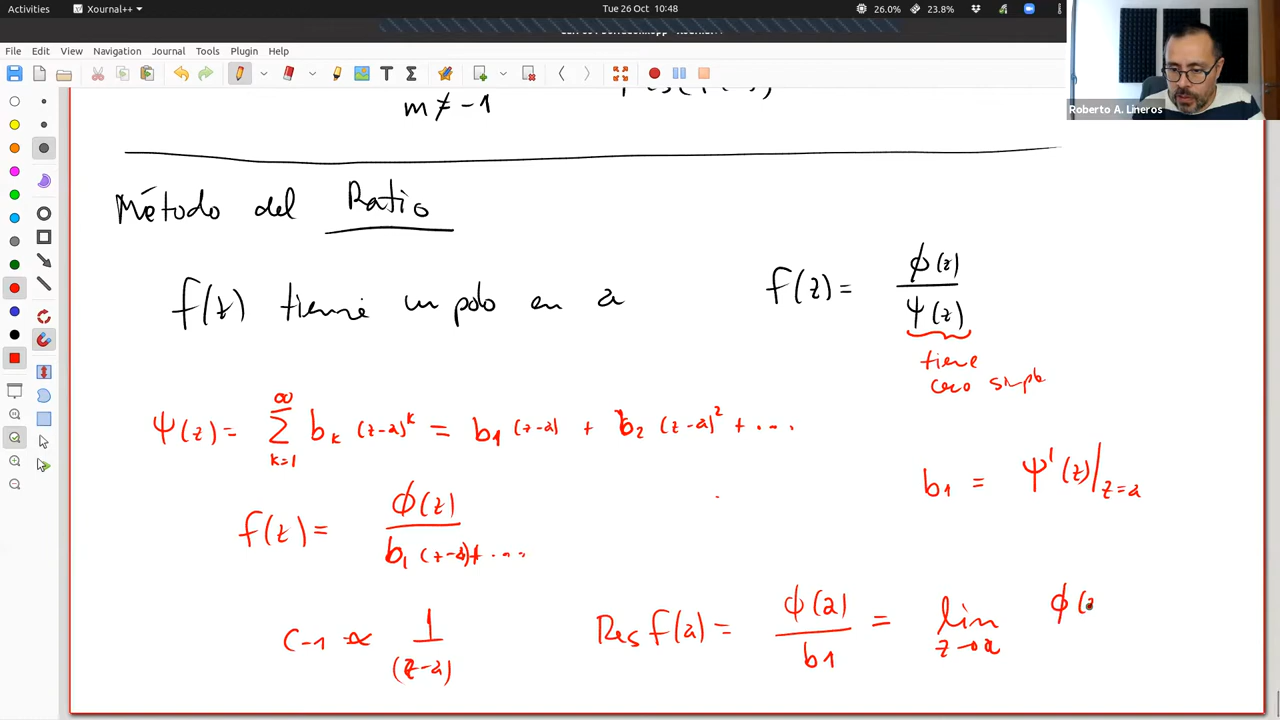 Activities Xournal++ Tue 26 Oct 10:48 26.0% 23.8%
File Edit View Navigation Journal Tools Plugin Help
Roberto A. Lineros
m ≠ -1
Método del Ratio
f(z) tiene un polo en a
f(z) = φ(z) / ψ(z)
tiene
cero simple
ψ(z) = ∑_{k=1}^{∞} b_k (z-a)^k = b_1 (z-a) + b_2 (z-a)^2 + ....
b_1 = ψ'(z)|_{z=a}
f(z) = φ(z) / b_1 (z-a) + ....
C-1 ∝ 1 / (z-a)
Res f(a) = φ(a) / b_1 = lim_{z→a} φ(